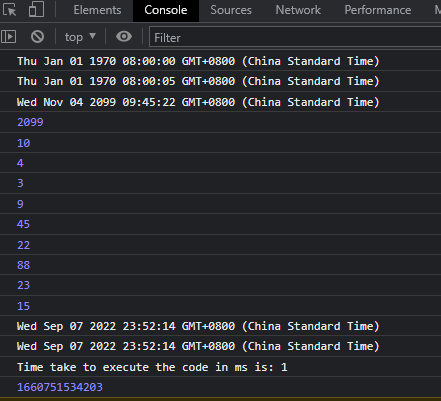 Elements Console Sources Network Performance
top Filter
Thu Jan 01 1970 08:00:00 GMT+0800 (China Standard Time)
Thu Jan 01 1970 08:00:05 GMT+0800 (China Standard Time)
Wed Nov 04 2099 09:45:22 GMT+0800 (China Standard Time)
2099
10
4
3
9
45
22
88
23
15
Wed Sep 07 2022 23:52:14 GMT+0800 (China Standard Time)
Wed Sep 07 2022 23:52:14 GMT+0800 (China Standard Time)
Time take to execute the code in ms is: 1
1660751534203